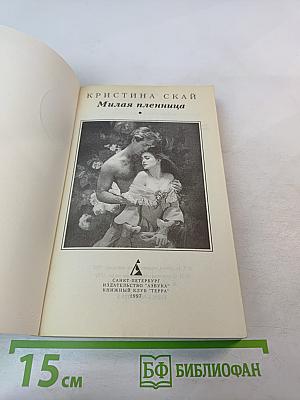 КРИСТИНА СКАЙ
Милая пленница
САНКТ-ПЕТЕРБУРГ
ИЗДАТЕЛЬСТВО "АЗБУКА"
КНИЖНЫЙ КЛУБ "ТЕРРА"
1997
15 см
БФ БИБЛИОФАН